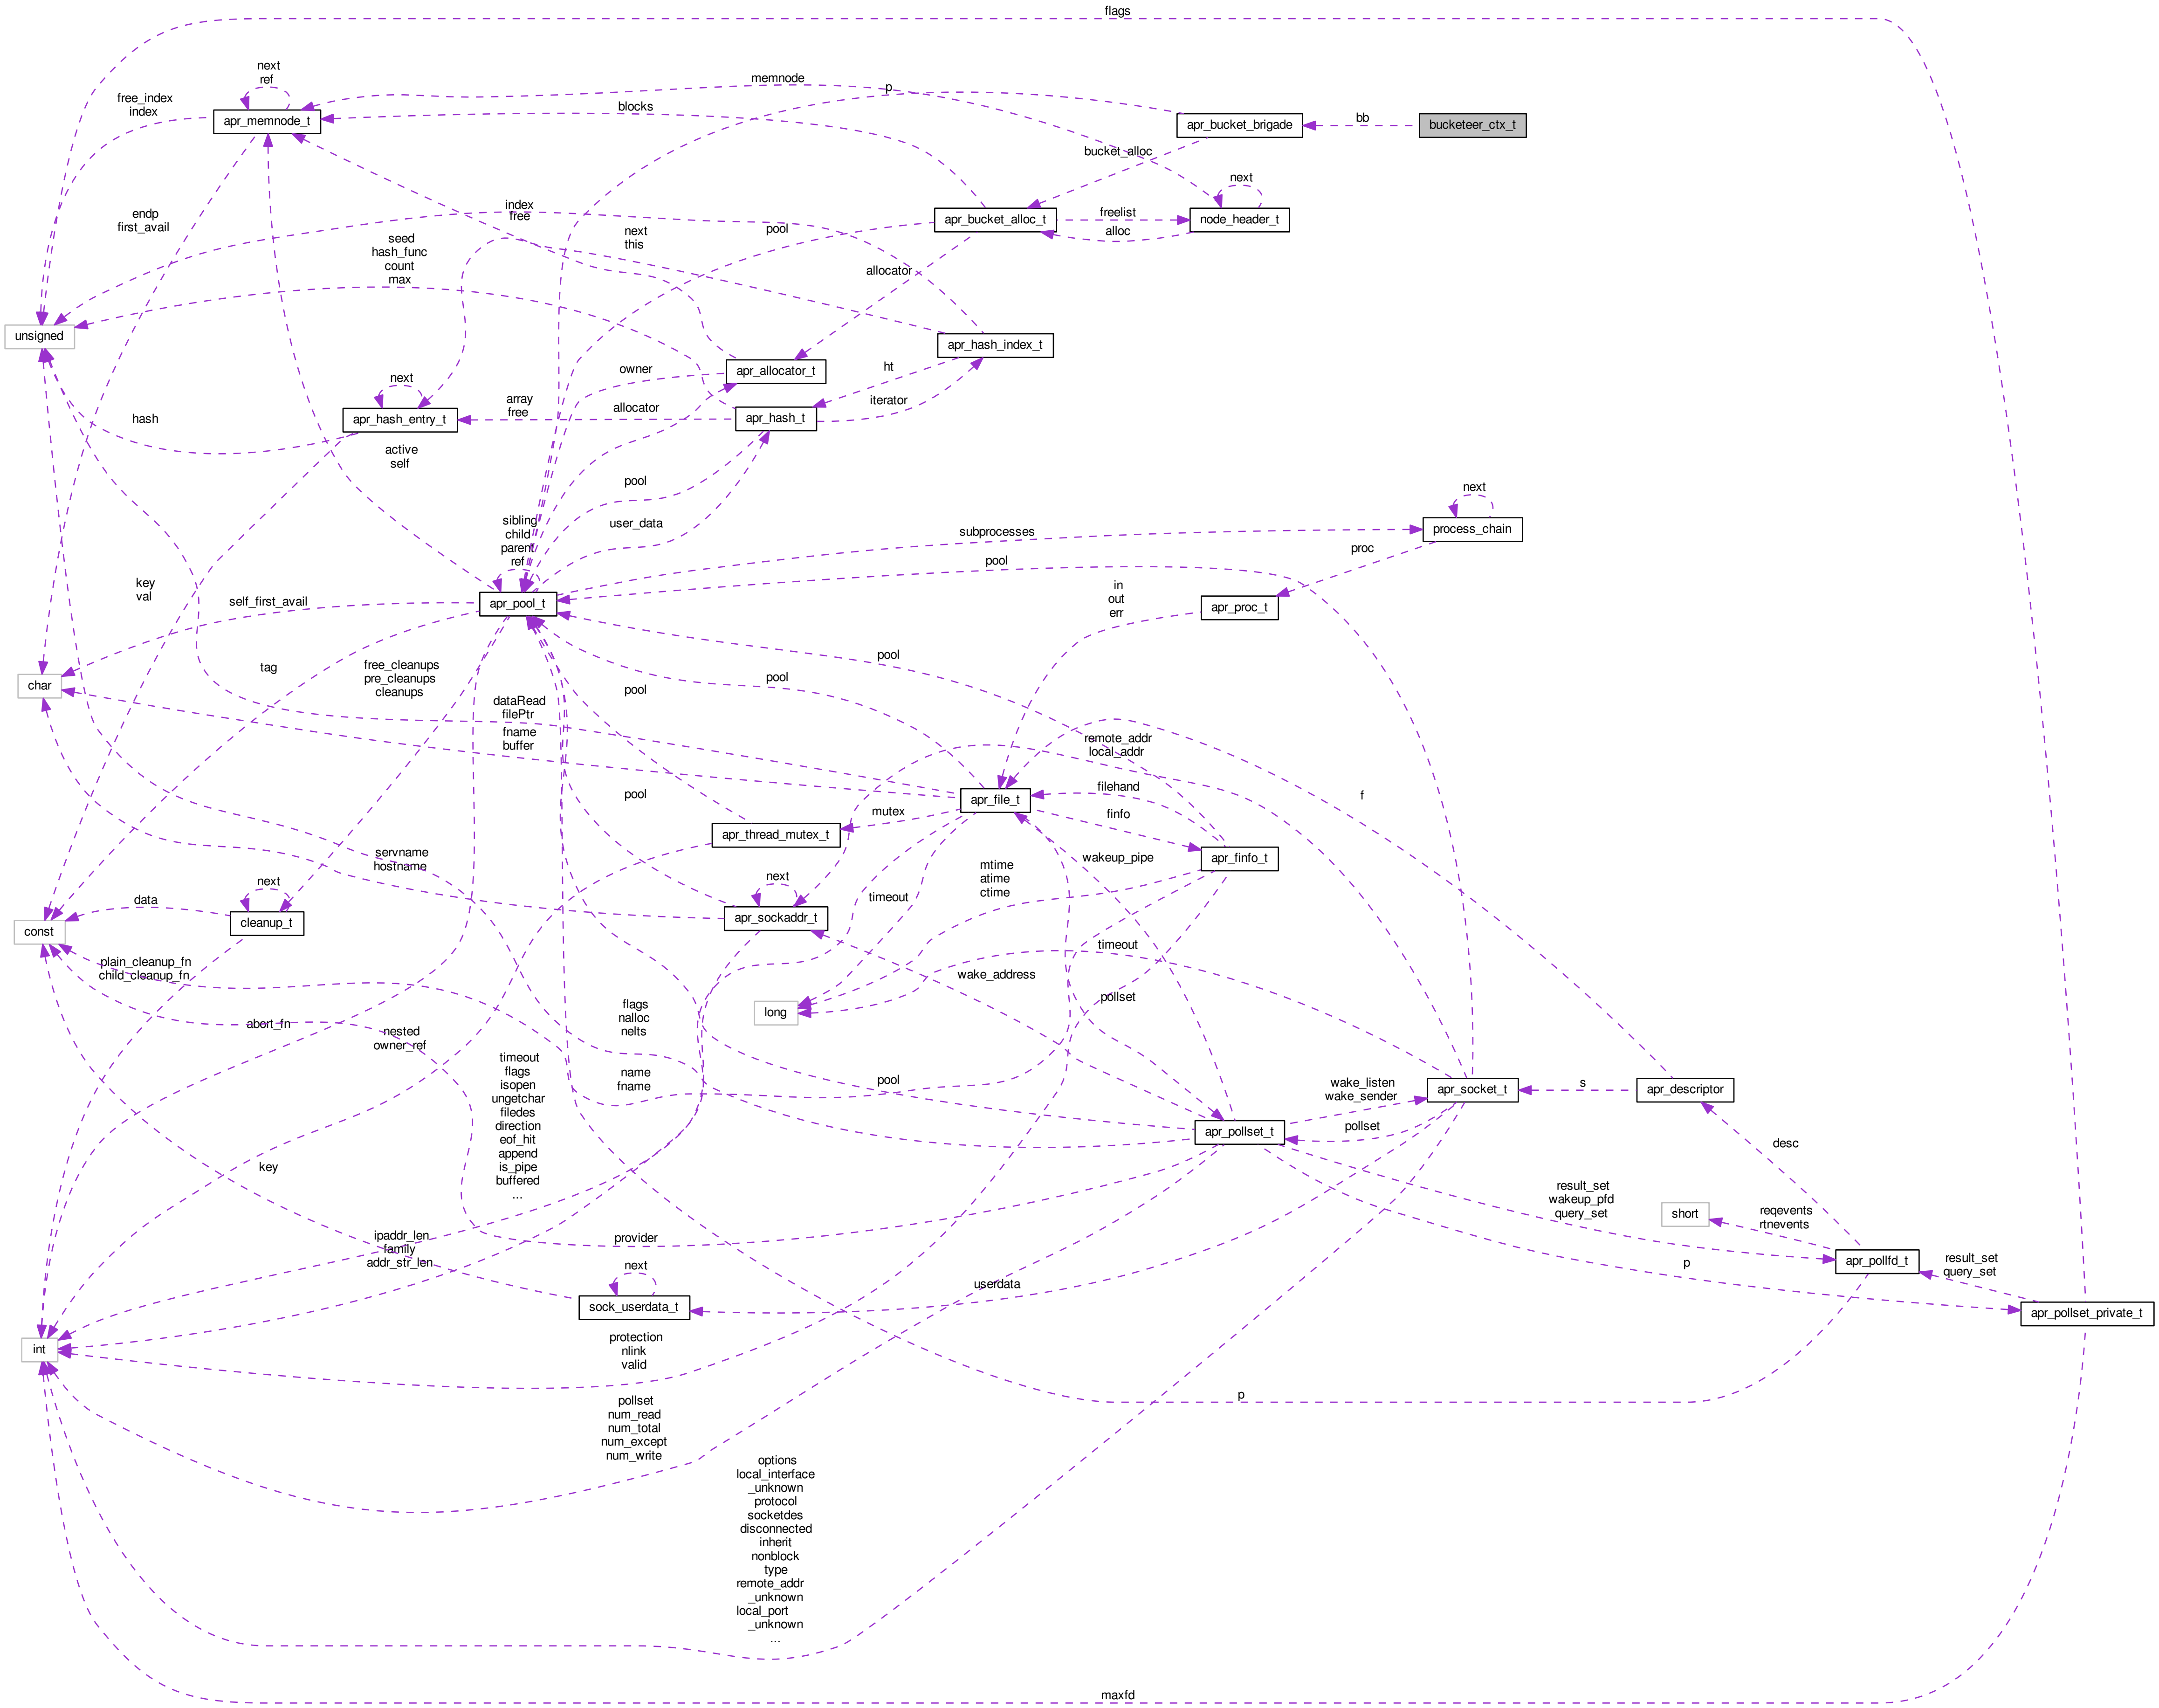 flags
next
ref
memnode
p
free_index
index
blocks
apr_memnode_t
apr_bucket_brigade
bb
bucketeer_ctx_t
bucket_alloc
next
endp
first_avail
index
free
apr_bucket_alloc_t
freelist
alloc
node_header_t
next
this
pool
seed
hash_func
count
max
allocator
unsigned
apr_hash_index_t
owner
apr_allocator_t
ht
next
array
free
allocator
iterator
hash
apr_hash_entry_t
apr_hash_t
active
self
pool
next
sibling
child
parent
ref
user_data
subprocesses
process_chain
proc
pool
key
val
self_first_avail
apr_pool_t
in
out
err
apr_proc_t
tag
free_cleanups
pre_cleanups
cleanups
pool
pool
char
pool
dataRead
filePtr
fname
buffer
remote_addr
local_addr
filehand
f
pool
apr_file_t
mutex
finfo
apr_thread_mutex_t
servname
hostname
wakeup_pipe
apr_finfo_t
mtime
atime
ctime
next
next
timeout
data
cleanup_t
apr_sockaddr_t
const
timeout
plain_cleanup_fn
child_cleanup_fn
wake_address
pollset
long
abort_fn
nested
owner_ref
flags
nalloc
nelts
timeout
flags
isopen
ungetchar
filedes
direction
eof_hit
append
is_pipe
buffered
...
name
fname
pool
wake_listen
wake_sender
apr_socket_t
s
apr_descriptor
pollset
apr_pollset_t
desc
key
result_set
wakeup_pfd
query_set
short
reqevents
rtnevents
provider
ipaddr_len
family
addr_str_len
next
userdata
p
apr_pollfd_t
result_set
query_set
sock_userdata_t
apr_pollset_private_t
int
protection
nlink
valid
p
pollset
num_read
num_total
num_except
num_write
options
local_interface
_unknown
protocol
socketdes
disconnected
inherit
nonblock
type
remote_addr
_unknown
local_port
_unknown
...
maxfd